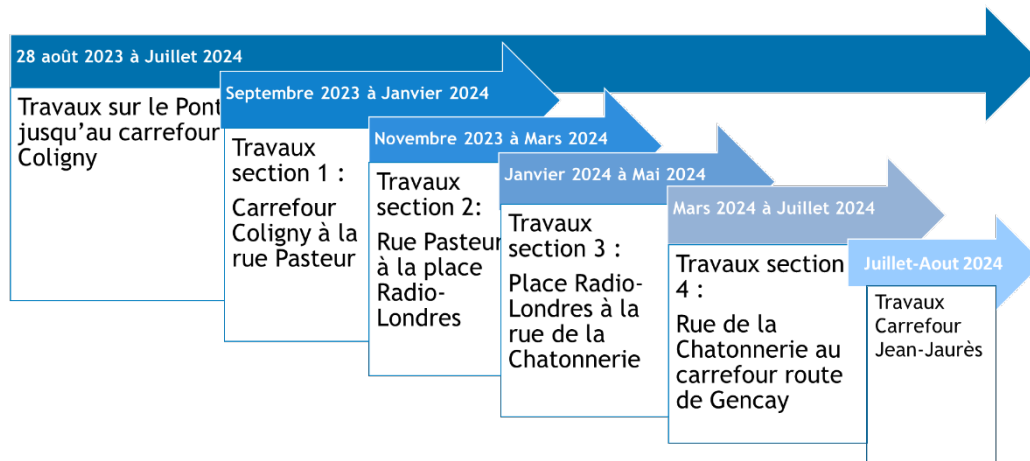 28 août 2023 à Juillet 2024
Travaux sur le Pont
jusqu'au carrefour
Coligny
Septembre 2023 à Janvier 2024
Travaux
section 1 :
Carrefour
Coligny à la
rue Pasteur
Novembre 2023 à Mars 2024
Travaux
section 2:
Rue Pasteur
à la place
Radio-
Londres
Janvier 2024 à Mai 2024
Travaux
section 3 :
Place Radio-
Londres à la
rue de la
Chatonnerie
Mars 2024 à Juillet 2024
Travaux section
4 :
Rue de la
Chatonnerie au
carrefour route
de Gencay
Juillet-Aout 2024
Travaux
Carrefour
Jean-Jaurès